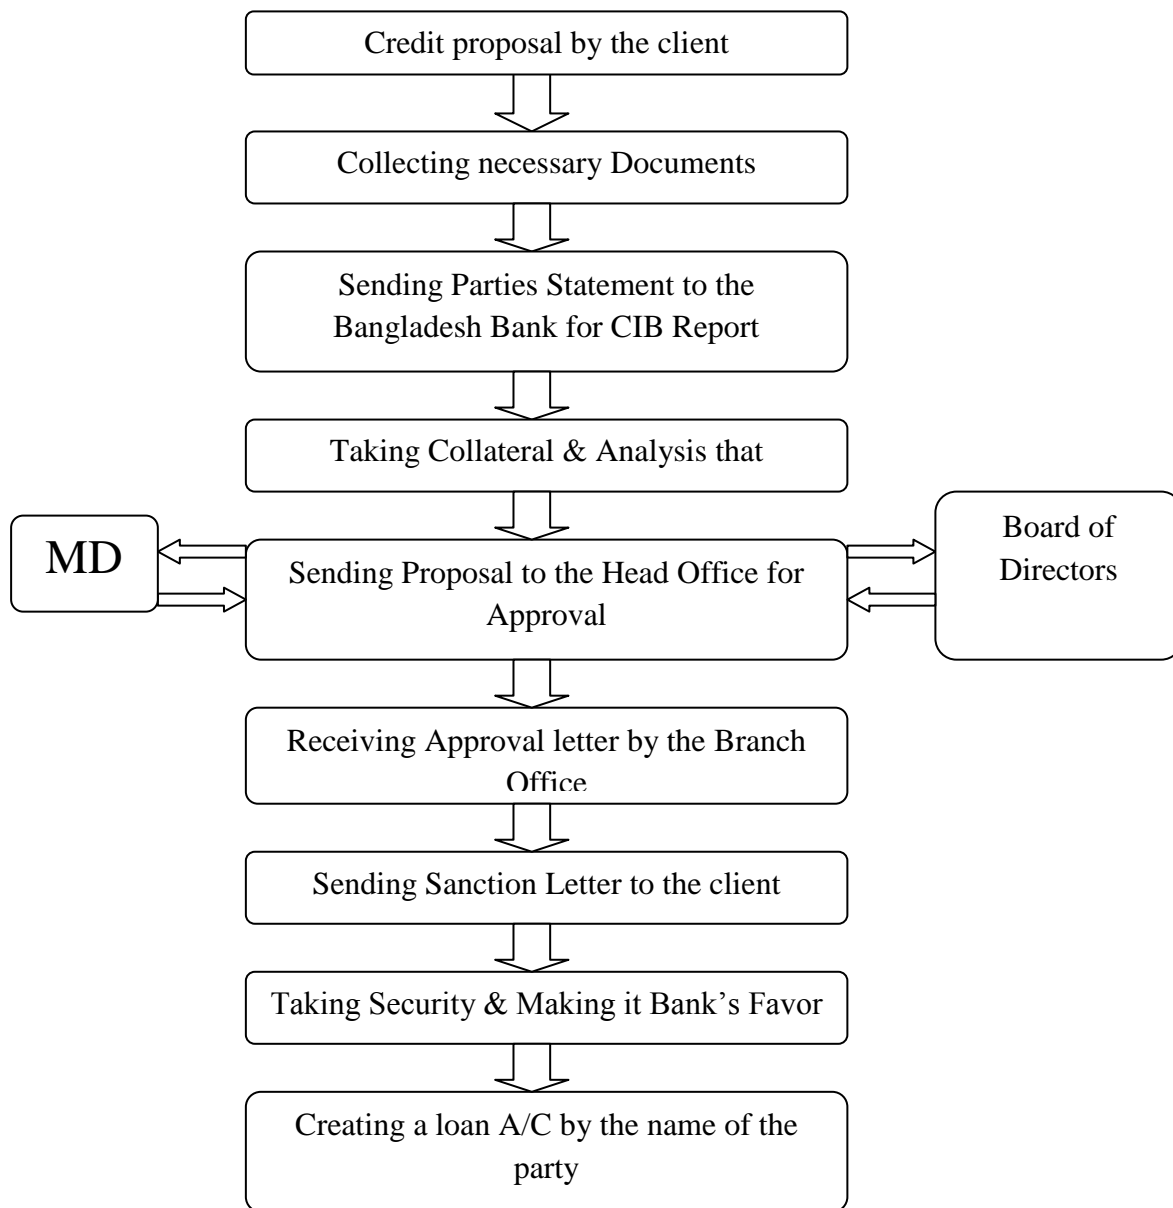 Credit proposal by the client
Collecting necessary Documents
Sending Parties Statement to the
Bangladesh Bank for CIB Report
Taking Collateral & Analysis that
MD
Sending Proposal to the Head Office for
Approval
Board of
Directors
Receiving Approval letter by the Branch
Office
Sending Sanction Letter to the client
Taking Security & Making it Bank’s Favor
Creating a loan A/C by the name of the
party